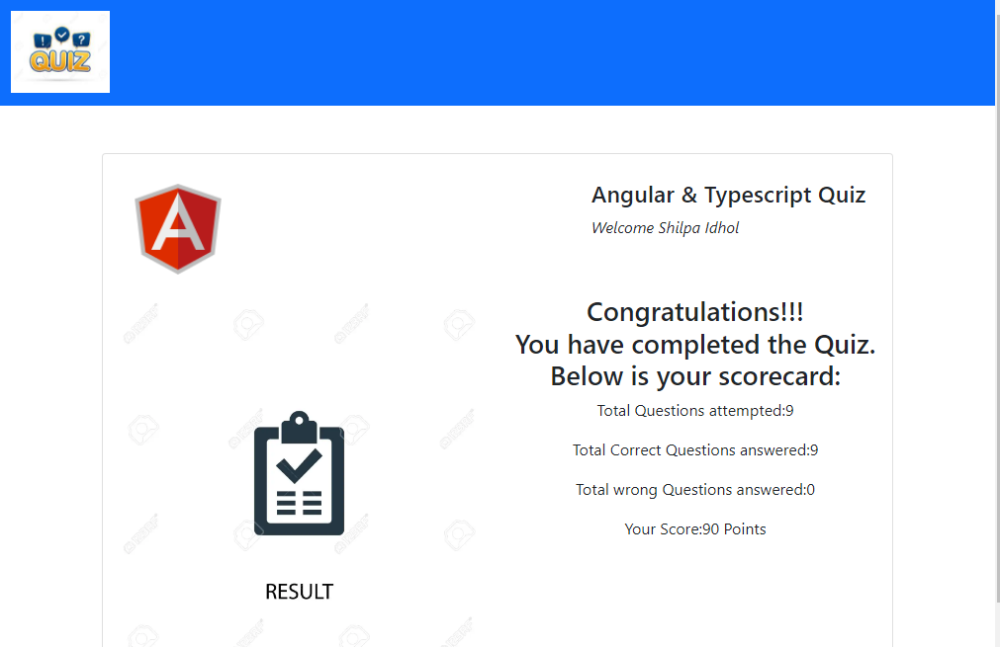 ! ?
QUIZ
A
Angular & Typescript Quiz
Welcome Shilpa Idhol
Congratulations!!!
You have completed the Quiz.
Below is your scorecard:
Total Questions attempted:9
Total Correct Questions answered:9
Total wrong Questions answered:0
Your Score:90 Points
RESULT